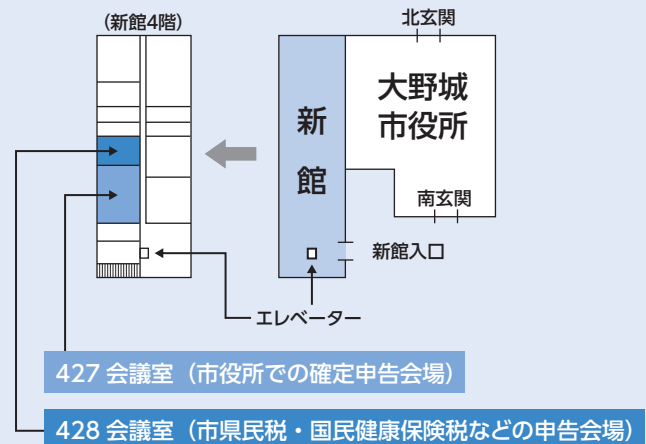 (新館4階)
北玄関
大野城
市役所
新
館
南玄関
新館入口
エレベーター
427 会議室（市役所での確定申告会場）
428 会議室（市県民税・国民健康保険税などの申告会場）